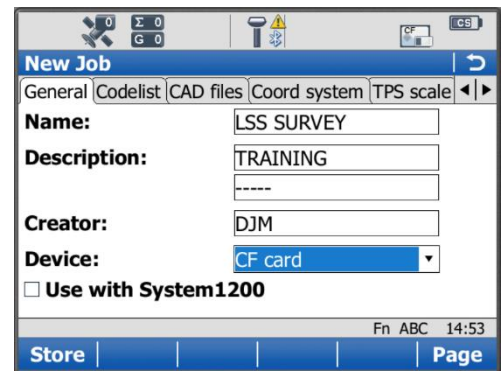 0 Σ 0 CF CS
G 0
New Job
General Codelist CAD files Coord system TPS scale
Name: LSS SURVEY
Description: TRAINING
-----
Creator: DJM
Device: CF card
Use with System1200
Fn ABC 14:53
Store Page